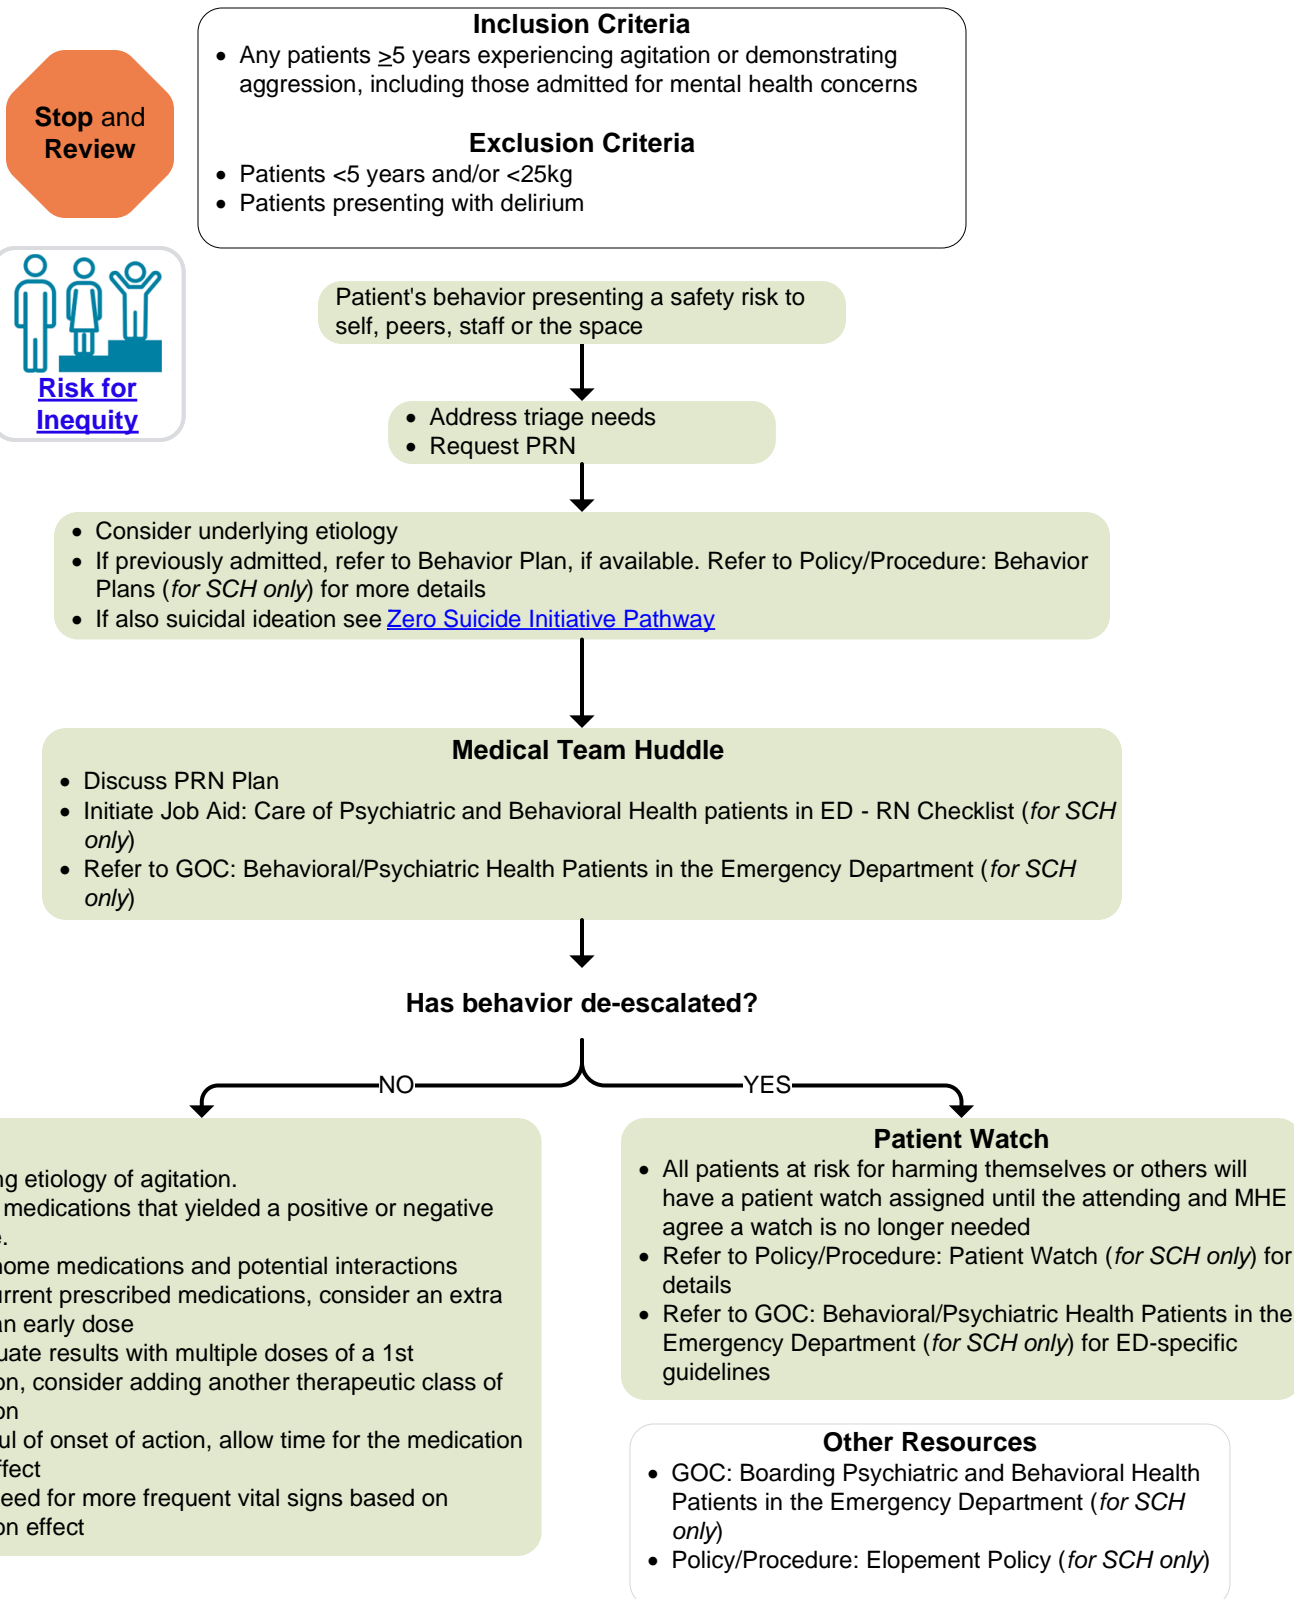 Inclusion Criteria
• Any patients ≥5 years experiencing agitation or demonstrating
aggression, including those admitted for mental health concerns
Exclusion Criteria
• Patients <5 years and/or <25kg
• Patients presenting with delirium
Stop and
Review
Risk for
Inequity
Patient's behavior presenting a safety risk to
self, peers, staff or the space
• Address triage needs
• Request PRN
• Consider underlying etiology
• If previously admitted, refer to Behavior Plan, if available. Refer to Policy/Procedure: Behavior
Plans (for SCH only) for more details
• If also suicidal ideation see Zero Suicide Initiative Pathway
Medical Team Huddle
• Discuss PRN Plan
• Initiate Job Aid: Care of Psychiatric and Behavioral Health patients in ED - RN Checklist (for SCH
only)
• Refer to GOC: Behavioral/Psychiatric Health Patients in the Emergency Department (for SCH
only)
Has behavior de-escalated?
NO
YES
etiology of agitation.
medications that yielded a positive or negative
home medications and potential interactions
prescribed medications, consider an extra
an early dose
results with multiple doses of a 1st
consider adding another therapeutic class of
of onset of action, allow time for the medication
need for more frequent vital signs based on
effect
Patient Watch
• All patients at risk for harming themselves or others will
have a patient watch assigned until the attending and MHE
agree a watch is no longer needed
• Refer to Policy/Procedure: Patient Watch (for SCH only) for
details
• Refer to GOC: Behavioral/Psychiatric Health Patients in the
Emergency Department (for SCH only) for ED-specific
guidelines
Other Resources
• GOC: Boarding Psychiatric and Behavioral Health
Patients in the Emergency Department (for SCH
only)
• Policy/Procedure: Elopement Policy (for SCH only)